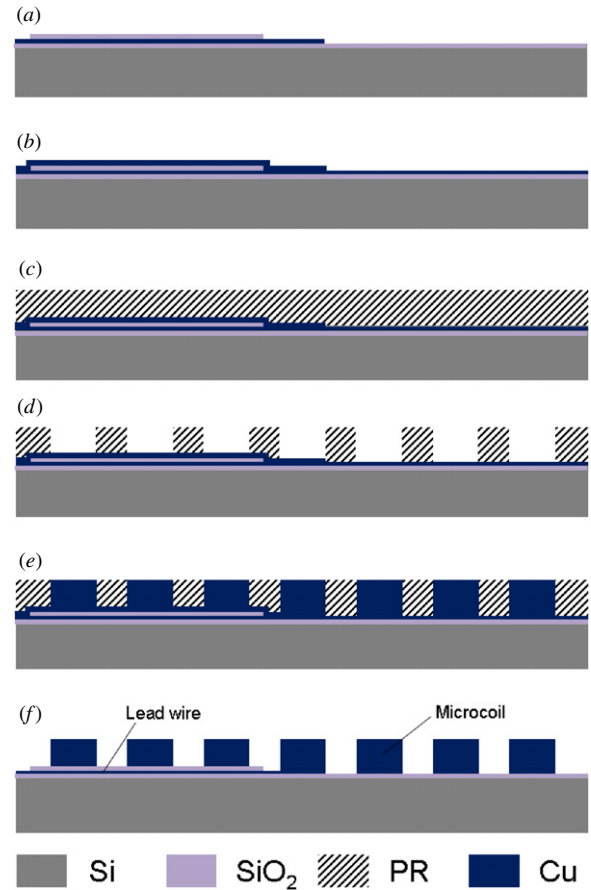 (a)
(b)
(c)
(d)
(e)
(f)
Lead wire
Microcoil
Si
SiO₂
PR
Cu